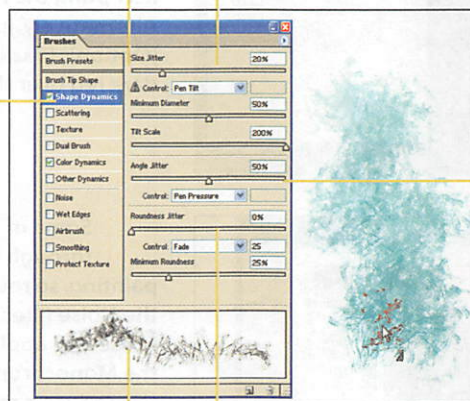 Brushes
Brush Presets
Brush Tip Shape
Shape Dynamics
Scattering
Texture
Dual Brush
Color Dynamics
Other Dynamics
Noise
Wet Edges
Airbrush
Smoothing
Protect Texture
Size Jitter 20%
Control: Pen Tilt
Minimum Diameter 50%
Tilt Scale 200%
Angle Jitter 50%
Control: Pen Pressure
Roundness Jitter 0%
Control: Fade 25
Minimum Roundness 25%